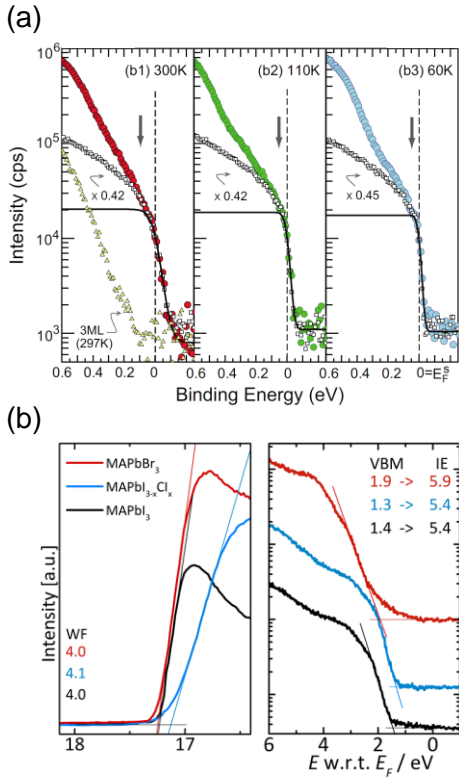 (a)
10⁶
10⁵
10⁴
10³
Intensity (cps)
(b1) 300K
(b2) 110K
(b3) 60K
x 0.42
x 0.42
x 0.45
3ML
(297K)
0.6 0.4 0.2 0
0.6 0.4 0.2 0
0.6 0.4 0.2 0=E_F^s
Binding Energy (eV)
(b)
MAPbBr₃
MAPbI₃₋ₓClₓ
MAPbI₃
VBM IE
1.9 -> 5.9
1.3 -> 5.4
1.4 -> 5.4
Intensity [a.u.]
WF
4.0
4.1
4.0
18 17
6 4 2 0
E w.r.t. E_F / eV